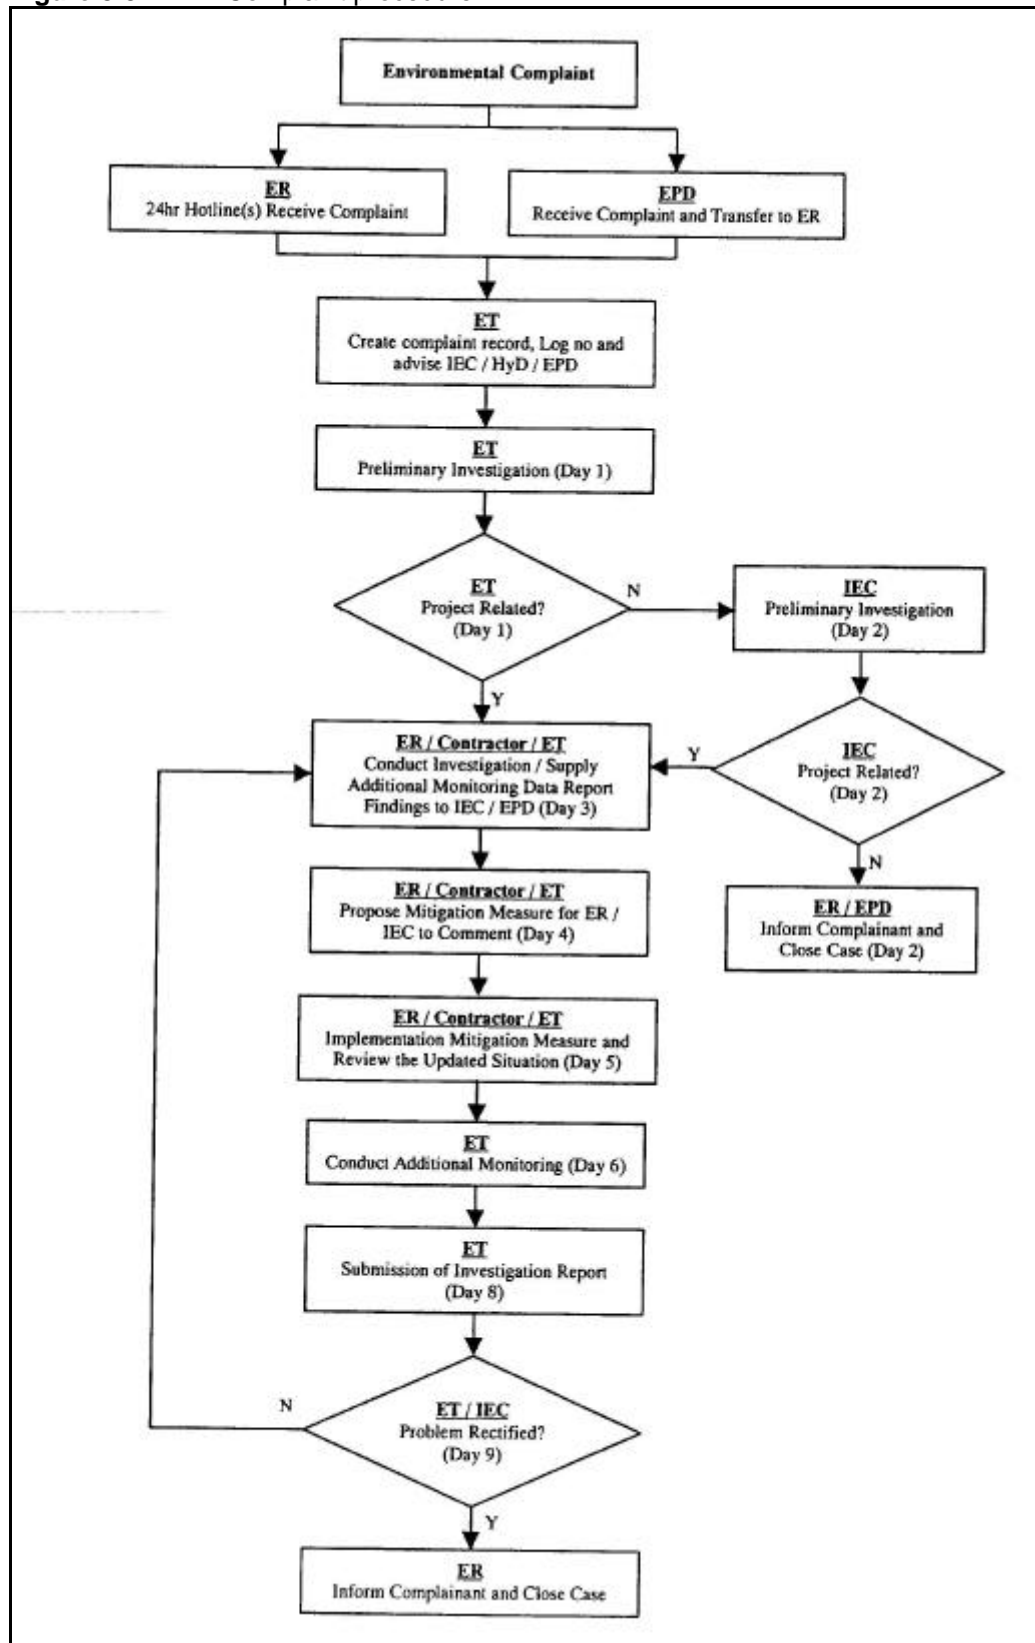 Environmental Complaint
ER
24hr Hotline(s) Receive Complaint
EPD
Receive Complaint and Transfer to ER
ET
Create complaint record, Log no and
advise IEC / HyD / EPD
ET
Preliminary Investigation (Day 1)
ET
Project Related?
(Day 1)
N
IEC
Preliminary Investigation
(Day 2)
Y
ER / Contractor / ET
Conduct Investigation / Supply
Additional Monitoring Data Report
Findings to IEC / EPD (Day 3)
Y
IEC
Project Related?
(Day 2)
N
ER / Contractor / ET
Propose Mitigation Measure for ER /
IEC to Comment (Day 4)
ER / EPD
Inform Complainant and
Close Case (Day 2)
ER / Contractor / ET
Implementation Mitigation Measure and
Review the Updated Situation (Day 5)
ET
Conduct Additional Monitoring (Day 6)
ET
Submission of Investigation Report
(Day 8)
N
ET / IEC
Problem Rectified?
(Day 9)
Y
ER
Inform Complainant and Close Case